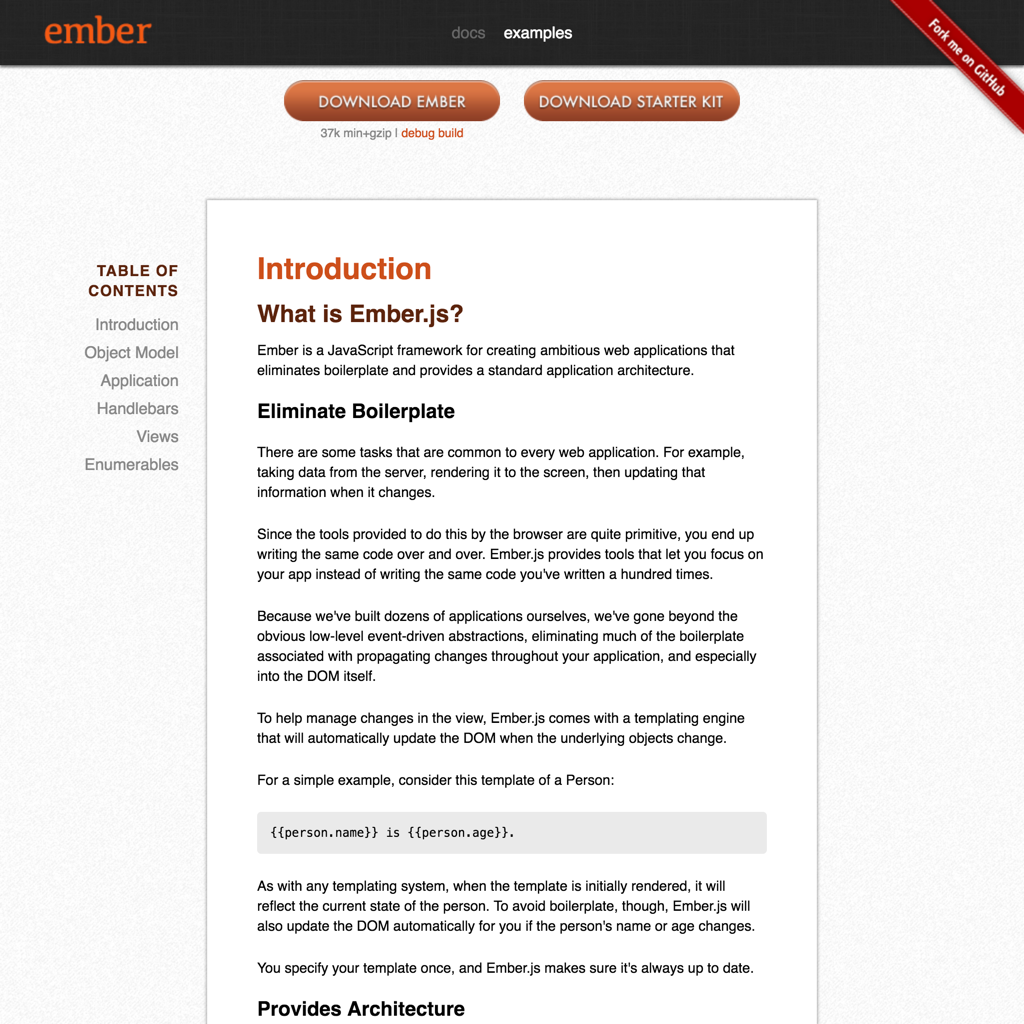 ember
docs examples
Fork me on GitHub
DOWNLOAD EMBER DOWNLOAD STARTER KIT
37k min+gzip | debug build
TABLE OF
CONTENTS
Introduction
Object Model
Application
Handlebars
Views
Enumerables
Introduction
What is Ember.js?
Ember is a JavaScript framework for creating ambitious web applications that
eliminates boilerplate and provides a standard application architecture.
Eliminate Boilerplate
There are some tasks that are common to every web application. For example,
taking data from the server, rendering it to the screen, then updating that
information when it changes.
Since the tools provided to do this by the browser are quite primitive, you end up
writing the same code over and over. Ember.js provides tools that let you focus on
your app instead of writing the same code you've written a hundred times.
Because we've built dozens of applications ourselves, we've gone beyond the
obvious low-level event-driven abstractions, eliminating much of the boilerplate
associated with propagating changes throughout your application, and especially
into the DOM itself.
To help manage changes in the view, Ember.js comes with a templating engine
that will automatically update the DOM when the underlying objects change.
For a simple example, consider this template of a Person:
{{person.name}} is {{person.age}}.
As with any templating system, when the template is initially rendered, it will
reflect the current state of the person. To avoid boilerplate, though, Ember.js will
also update the DOM automatically for you if the person's name or age changes.
You specify your template once, and Ember.js makes sure it's always up to date.
Provides Architecture